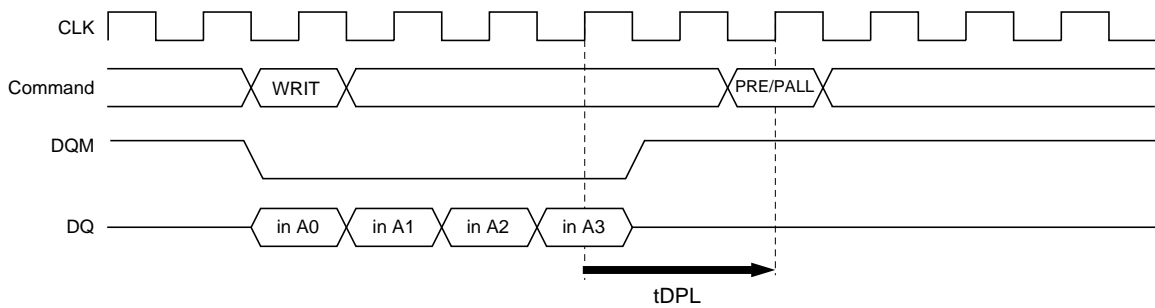 CLK
Command WRIT PRE/PALL
DQM
DQ in A0 in A1 in A2 in A3
tDPL